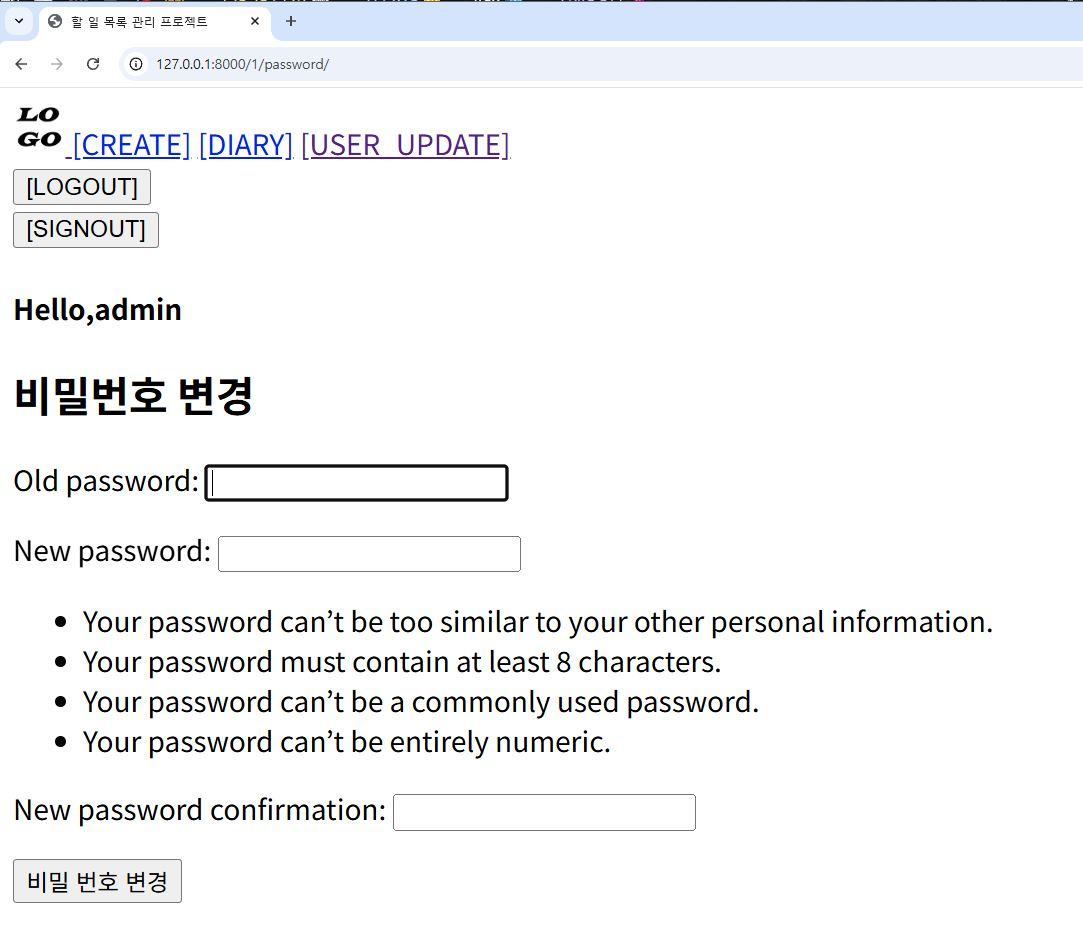 할 일 목록 관리 프로젝트
127.0.0.1:8000/1/password/
LO
GO
[CREATE] [DIARY] [USER_UPDATE]
[LOGOUT]
[SIGNOUT]
Hello,admin
비밀번호 변경
Old password:
New password:
Your password can’t be too similar to your other personal information.
Your password must contain at least 8 characters.
Your password can’t be a commonly used password.
Your password can’t be entirely numeric.
New password confirmation:
비밀 번호 변경